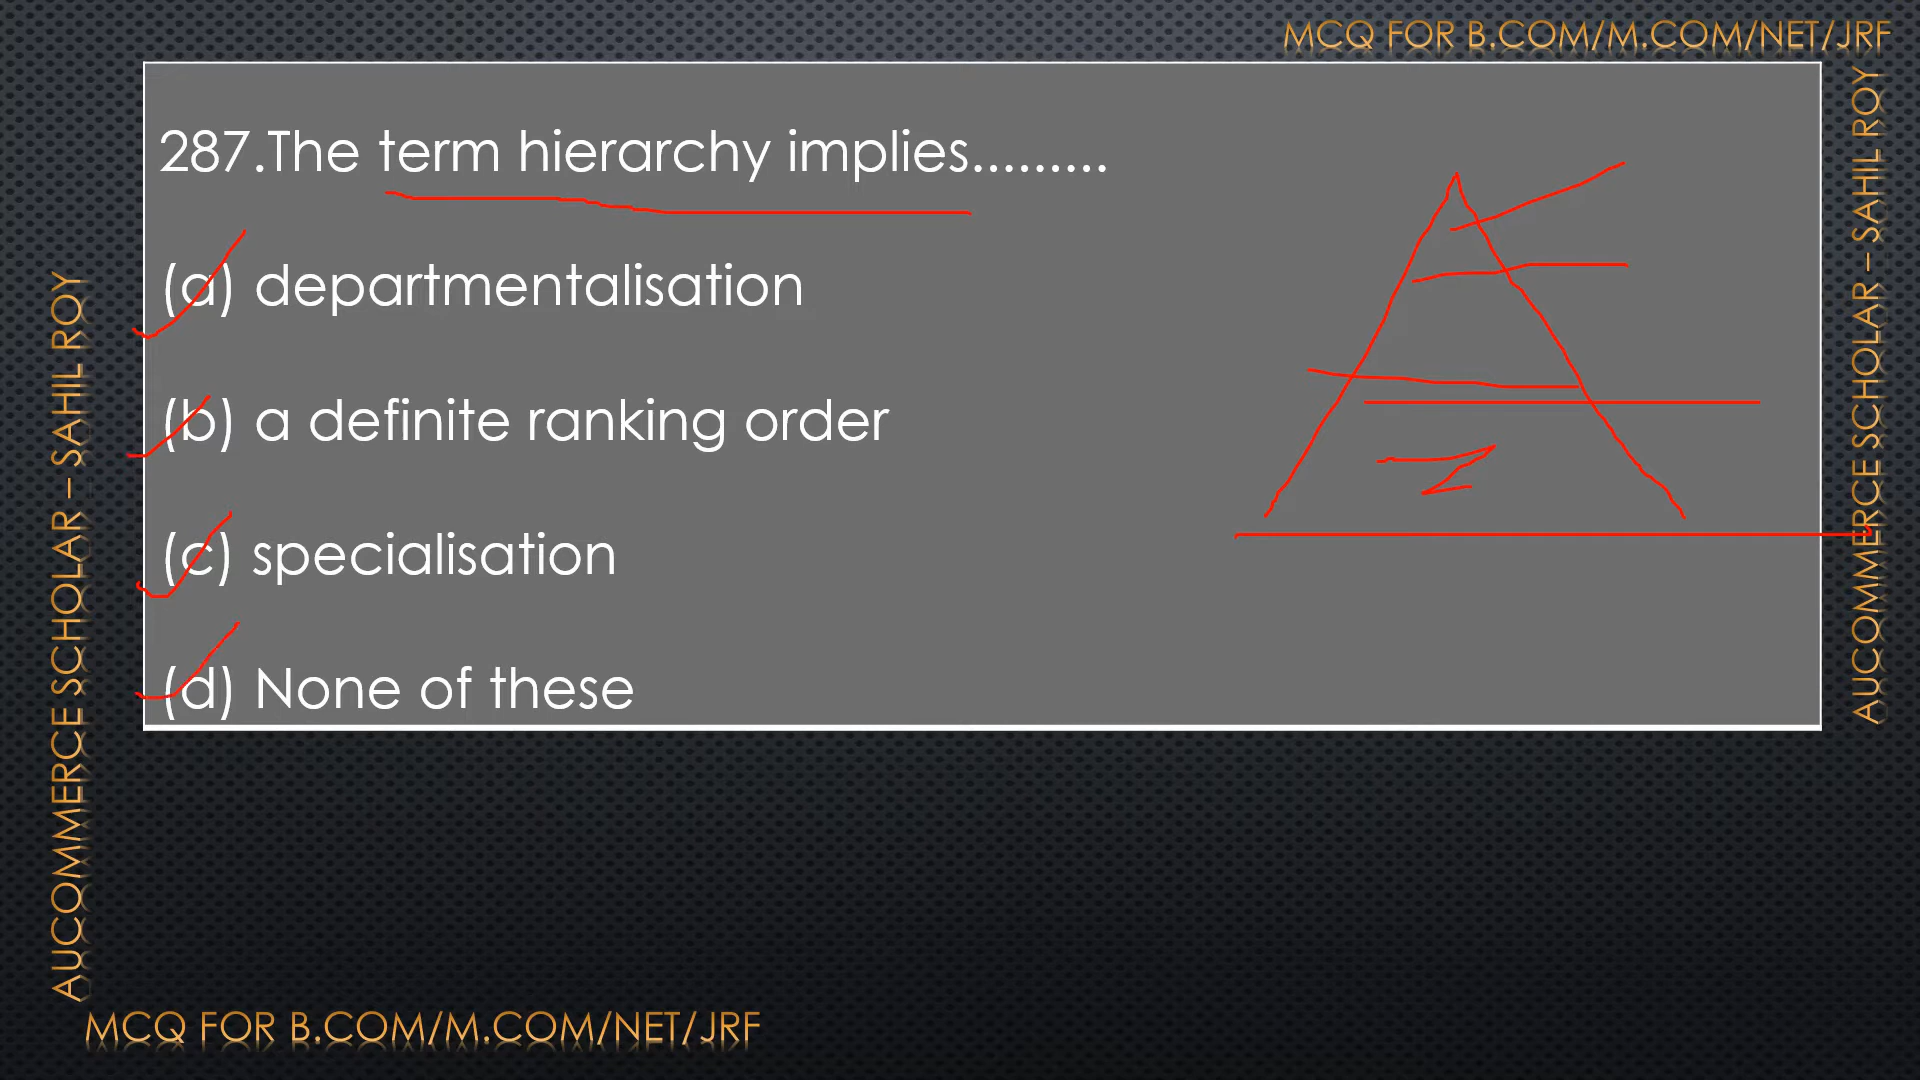 MCQ FOR B.COM/M.COM/NET/JRF
287.The term hierarchy implies.........
(a) departmentalisation
(b) a definite ranking order
(c) specialisation
(d) None of these
AUCOMMERCE SCHOLAR – SAHIL ROY
AUCOMMERCE SCHOLAR – SAHIL ROY
MCQ FOR B.COM/M.COM/NET/JRF